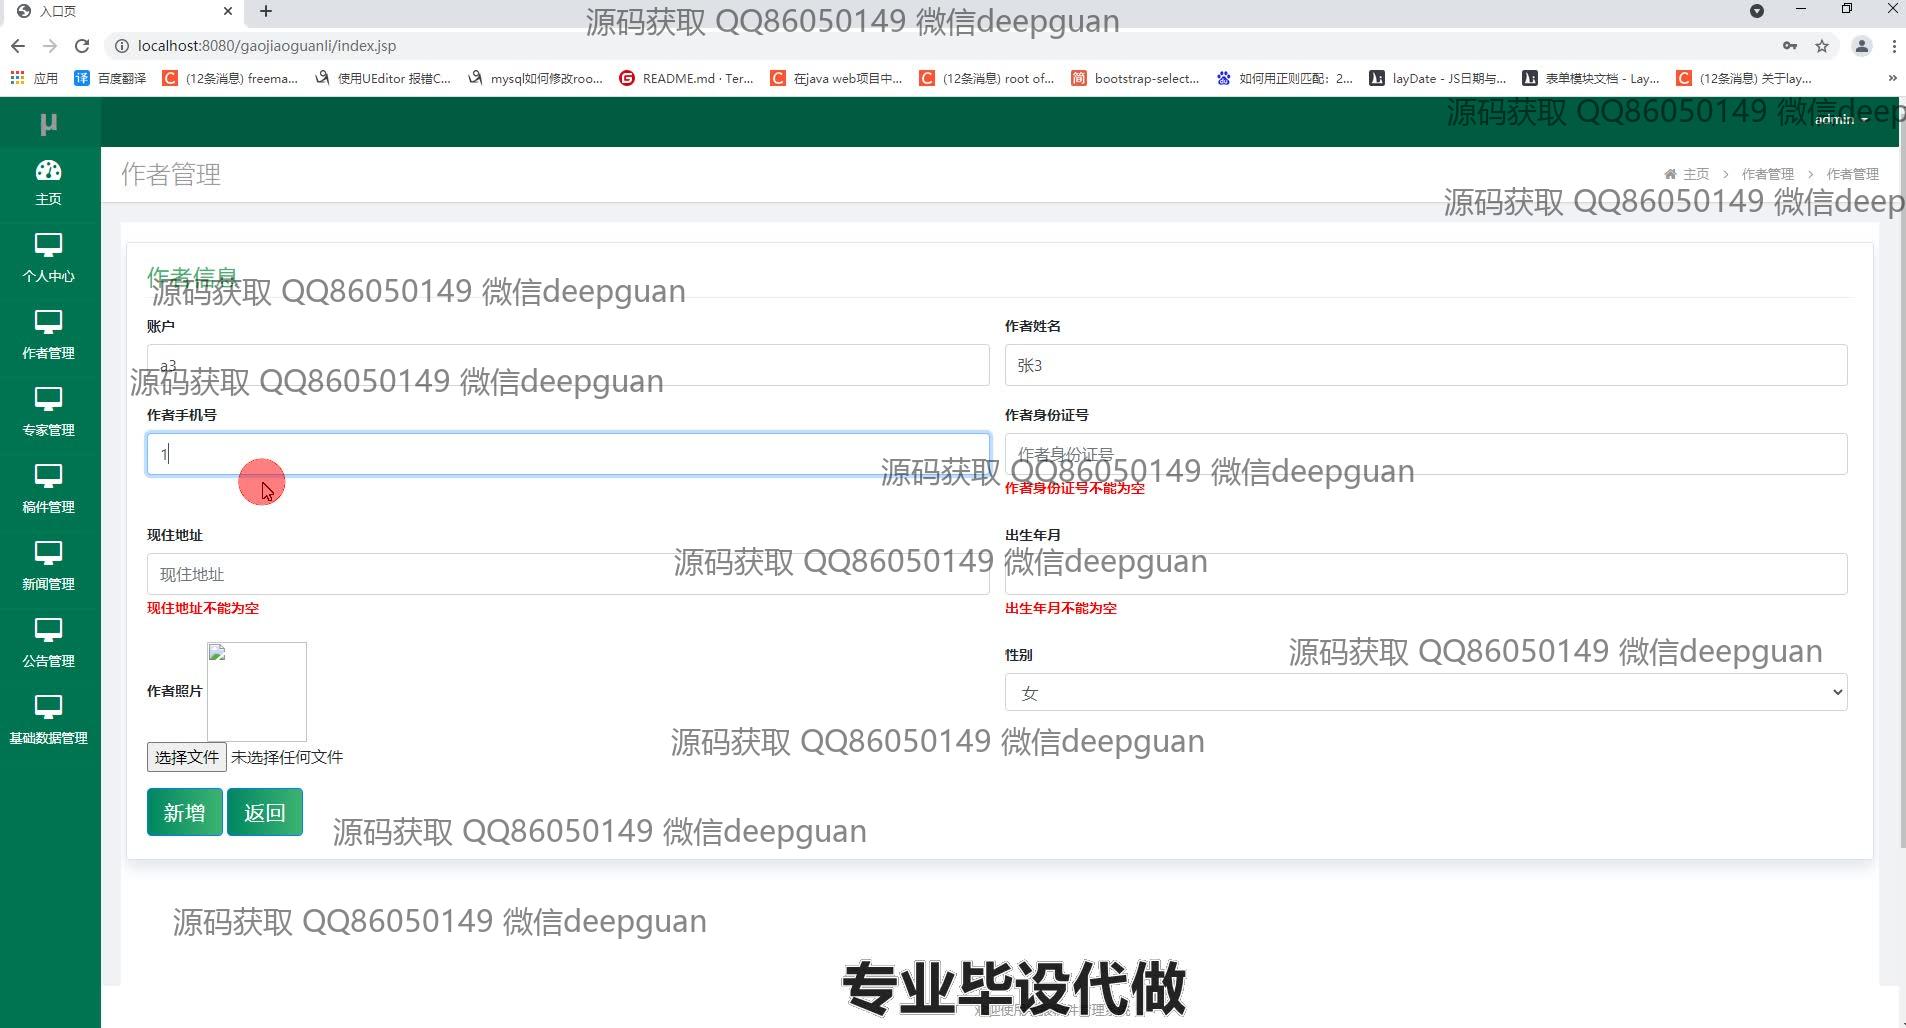 入口页
源码获取 QQ86050149 微信deepguan
localhost:8080/gaojiaoguanli/index.jsp
应用
百度翻译
(12条消息) freema...
使用UEditor 报错C...
mysql如何修改roo...
README.md · Ter...
在java web项目中...
(12条消息) root of...
bootstrap-select...
如何用正则匹配：2...
layDate - JS日期与...
表单模块文档 - Lay...
(12条消息) 关于lay...
»
μ
源码获取 QQ86050149 微信deep
admin
主页
作者管理
主页 > 作者管理 > 作者管理
源码获取 QQ86050149 微信deep
个人中心
作者信息
源码获取 QQ86050149 微信deepguan
账户
作者姓名
作者管理
a3
张3
源码获取 QQ86050149 微信deepguan
作者手机号
作者身份证号
专家管理
1
作者身份证号
源码获取 QQ86050149 微信deepguan
作者身份证号不能为空
稿件管理
现住地址
出生年月
源码获取 QQ86050149 微信deepguan
现住地址
新闻管理
现住地址不能为空
出生年月不能为空
性别
源码获取 QQ86050149 微信deepguan
公告管理
作者照片
女
基础数据管理
源码获取 QQ86050149 微信deepguan
选择文件 未选择任何文件
新增
返回
源码获取 QQ86050149 微信deepguan
源码获取 QQ86050149 微信deepguan
专业毕设代做